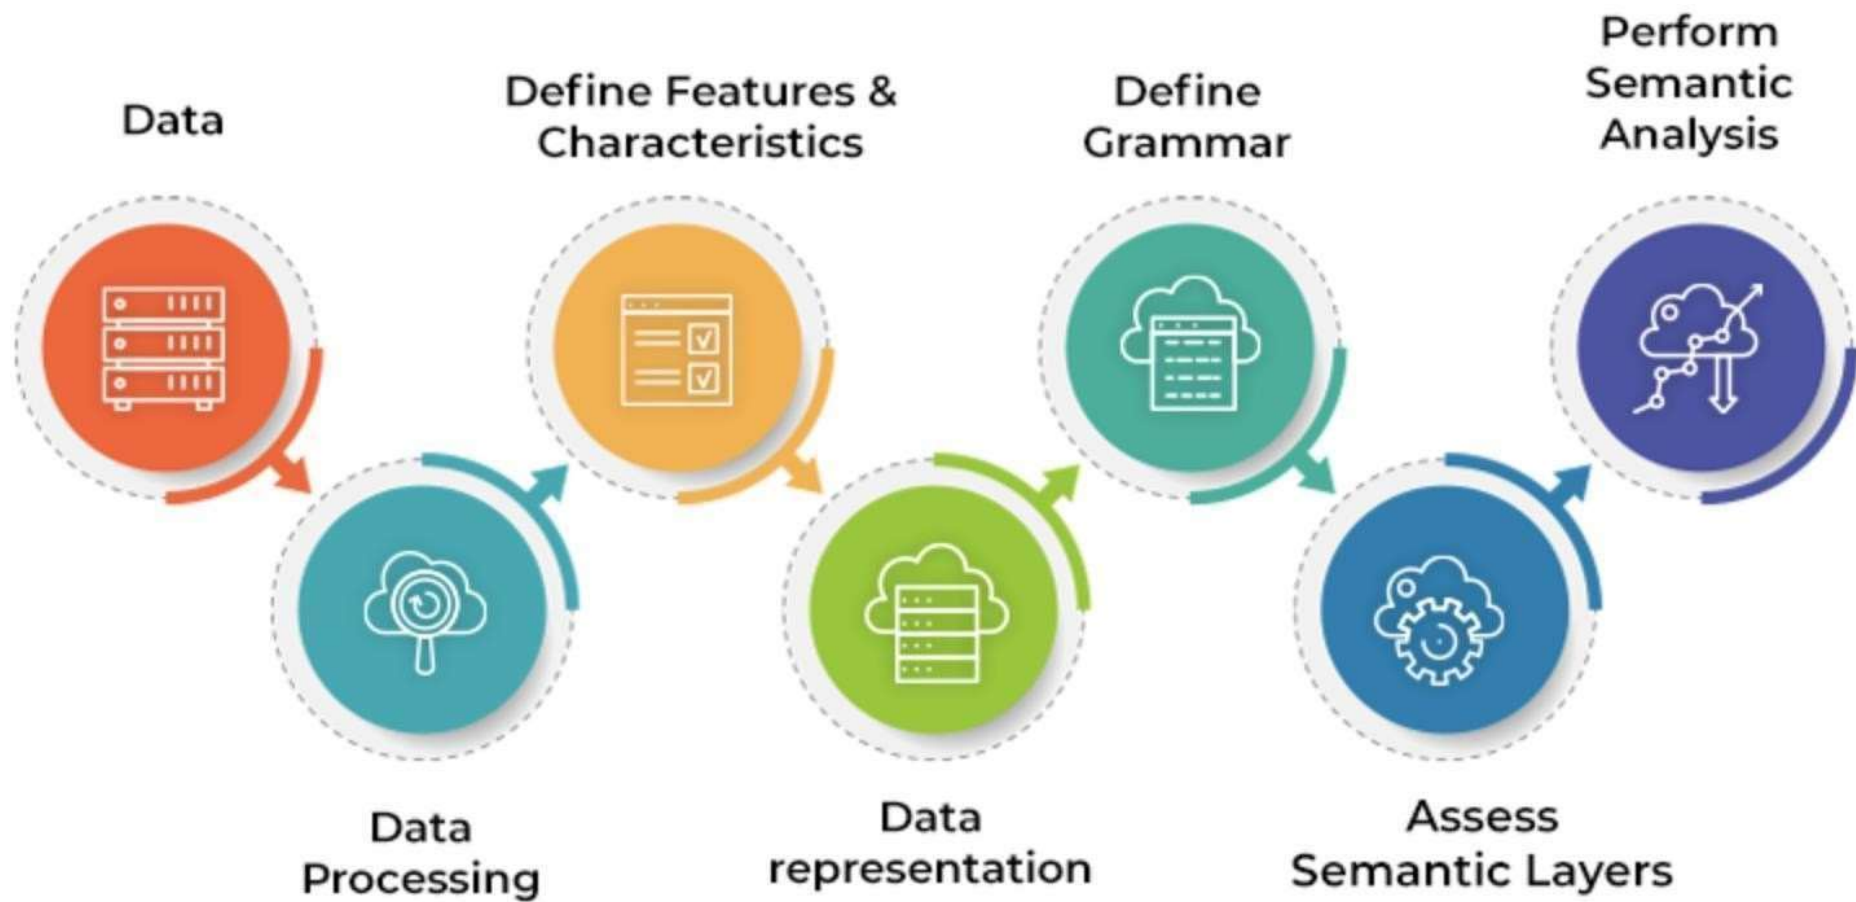 Data
Data
Processing
Define Features &
Characteristics
Data
representation
Define
Grammar
Assess
Semantic Layers
Perform
Semantic
Analysis